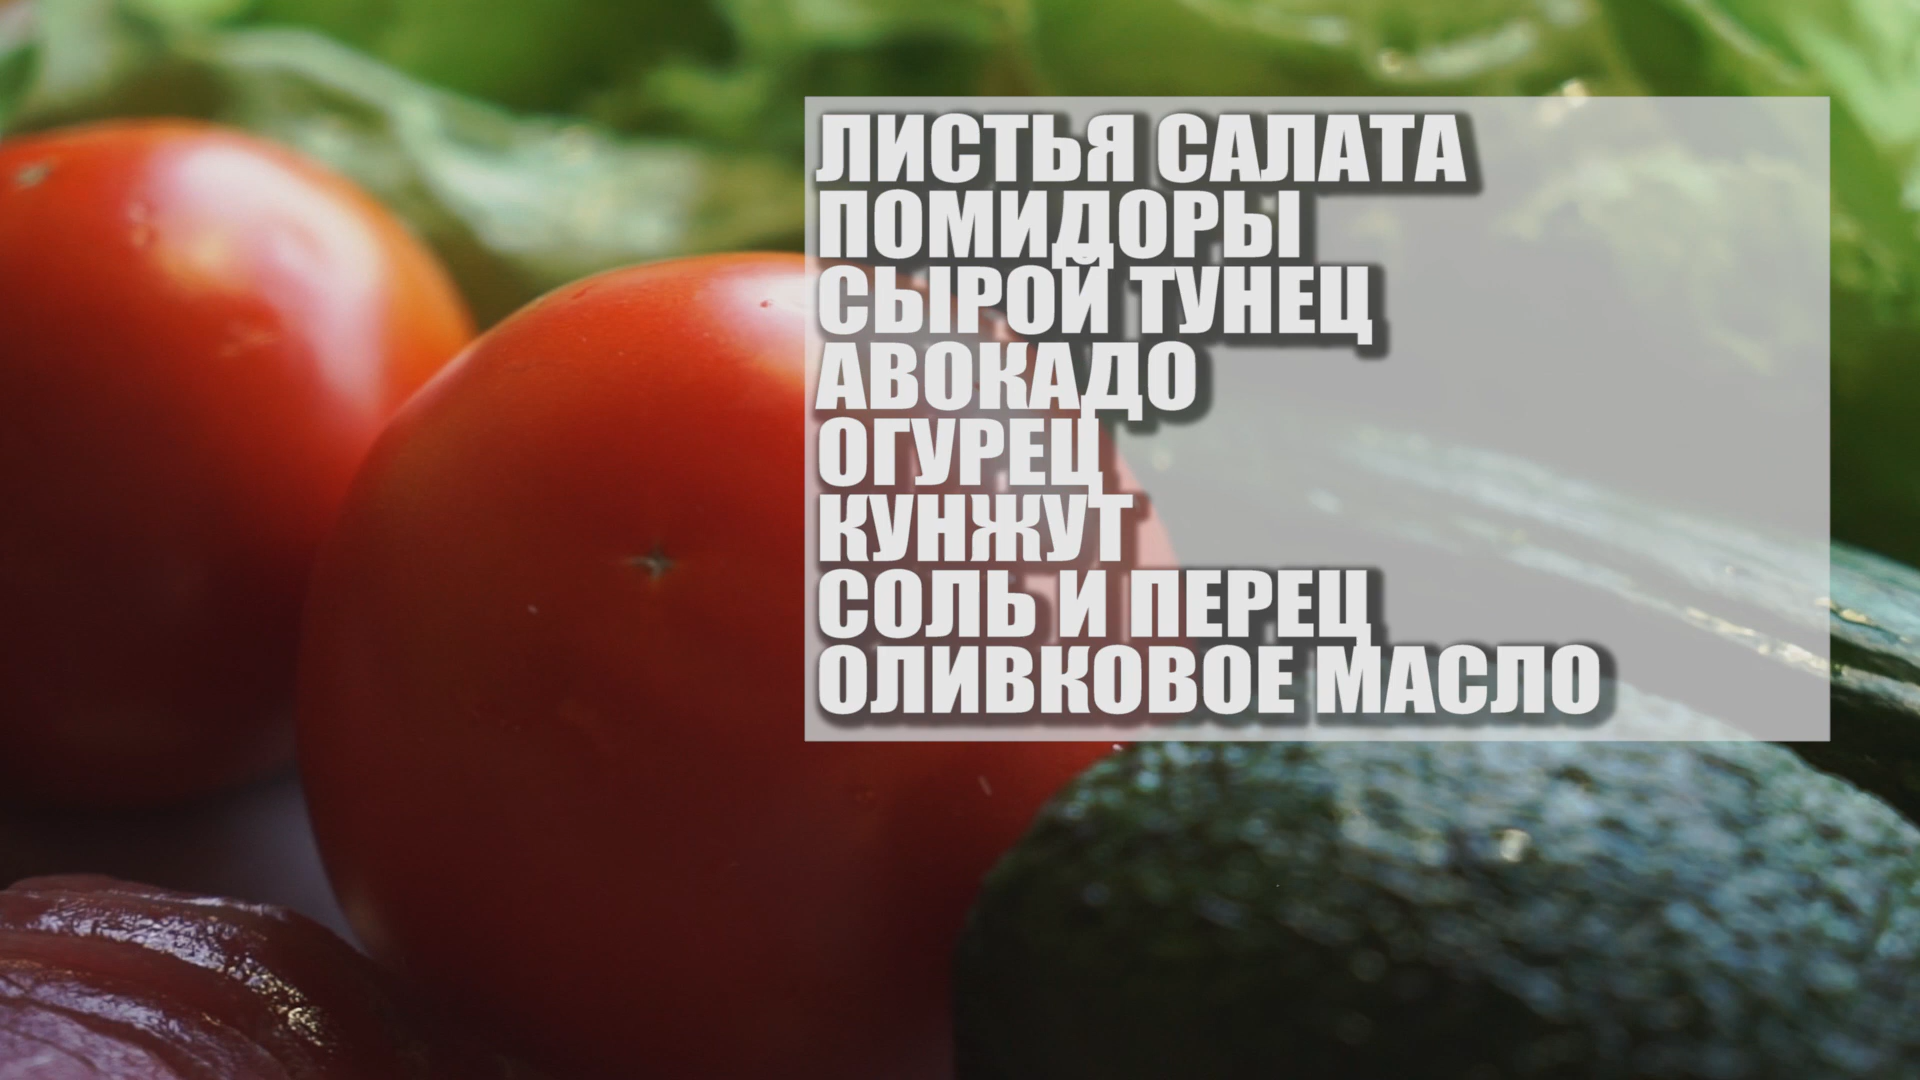 ЛИСТЬЯ САЛАТА
ПОМИДОРЫ
СЫРОЙ ТУНЕЦ
АВОКАДО
ОГУРЕЦ
КУНЖУТ
СОЛЬ И ПЕРЕЦ
ОЛИВКОВОЕ МАСЛО